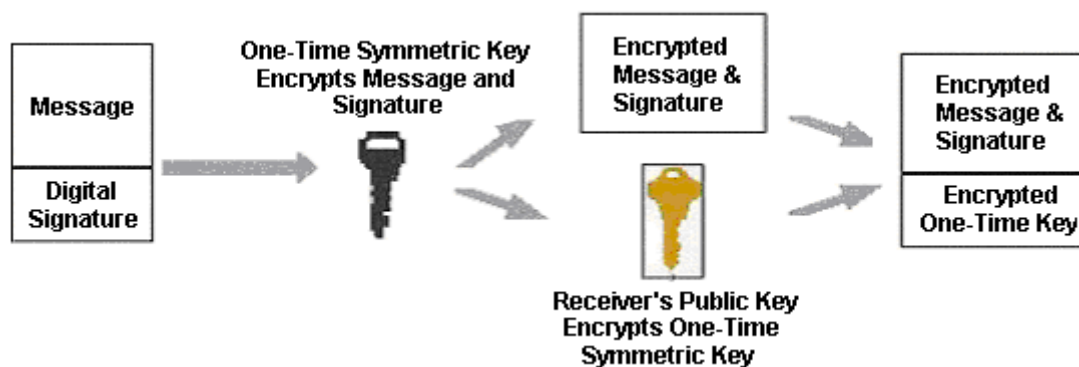 Message
Digital
Signature
One-Time Symmetric Key
Encrypts Message and
Signature
Encrypted
Message &
Signature
Receiver's Public Key
Encrypts One-Time
Symmetric Key
Encrypted
Message &
Signature
Encrypted
One-Time Key